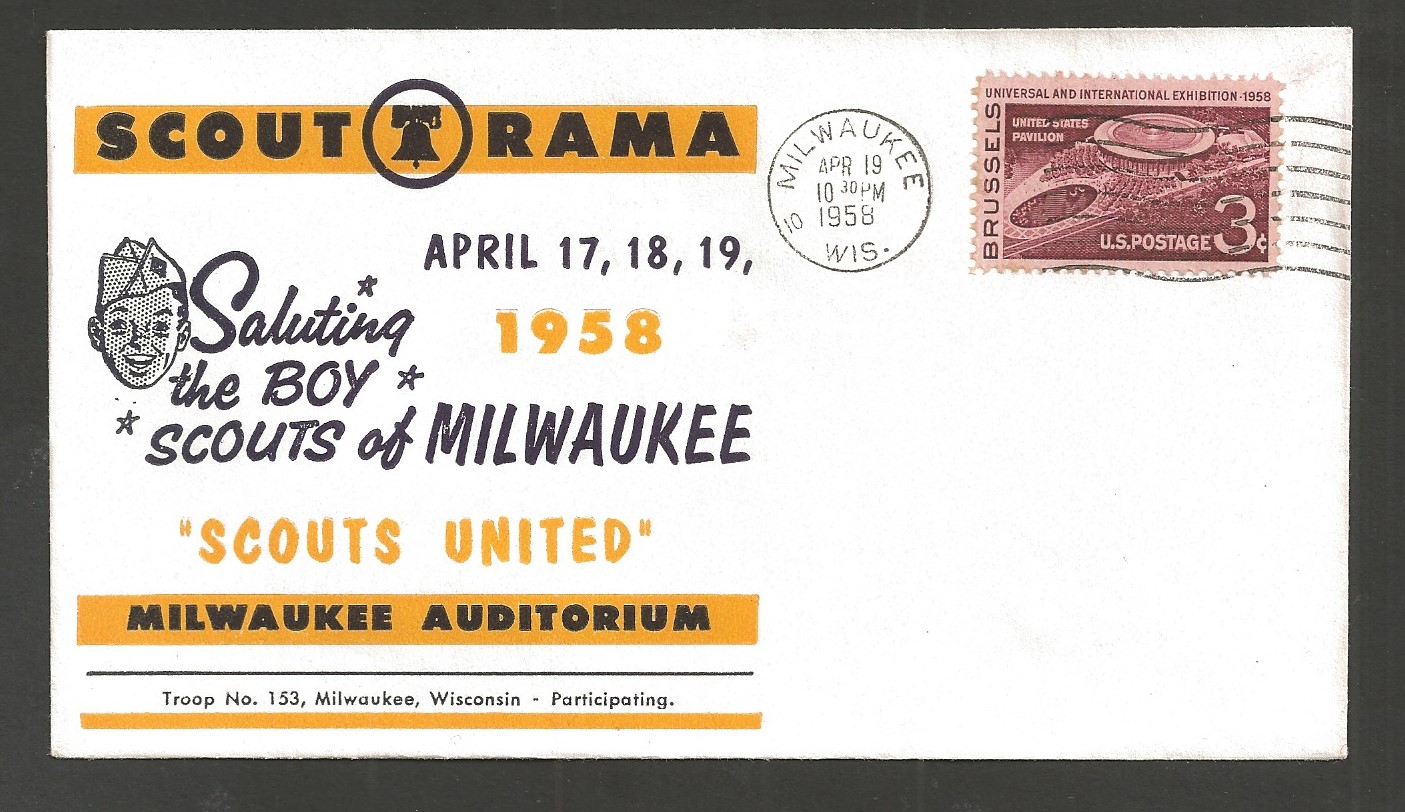 SCOUT RAMA
APRIL 17, 18, 19,
1958
Saluting
the BOY
SCOUTS of MILWAUKEE
"SCOUTS UNITED"
MILWAUKEE AUDITORIUM
Troop No. 153, Milwaukee, Wisconsin - Participating.
MILWAUKEE
APR 19
10 30 PM
1958
10
WIS.
UNIVERSAL AND INTERNATIONAL EXHIBITION-1958
BRUSSELS
UNITED STATES
PAVILION
U.S. POSTAGE 3¢